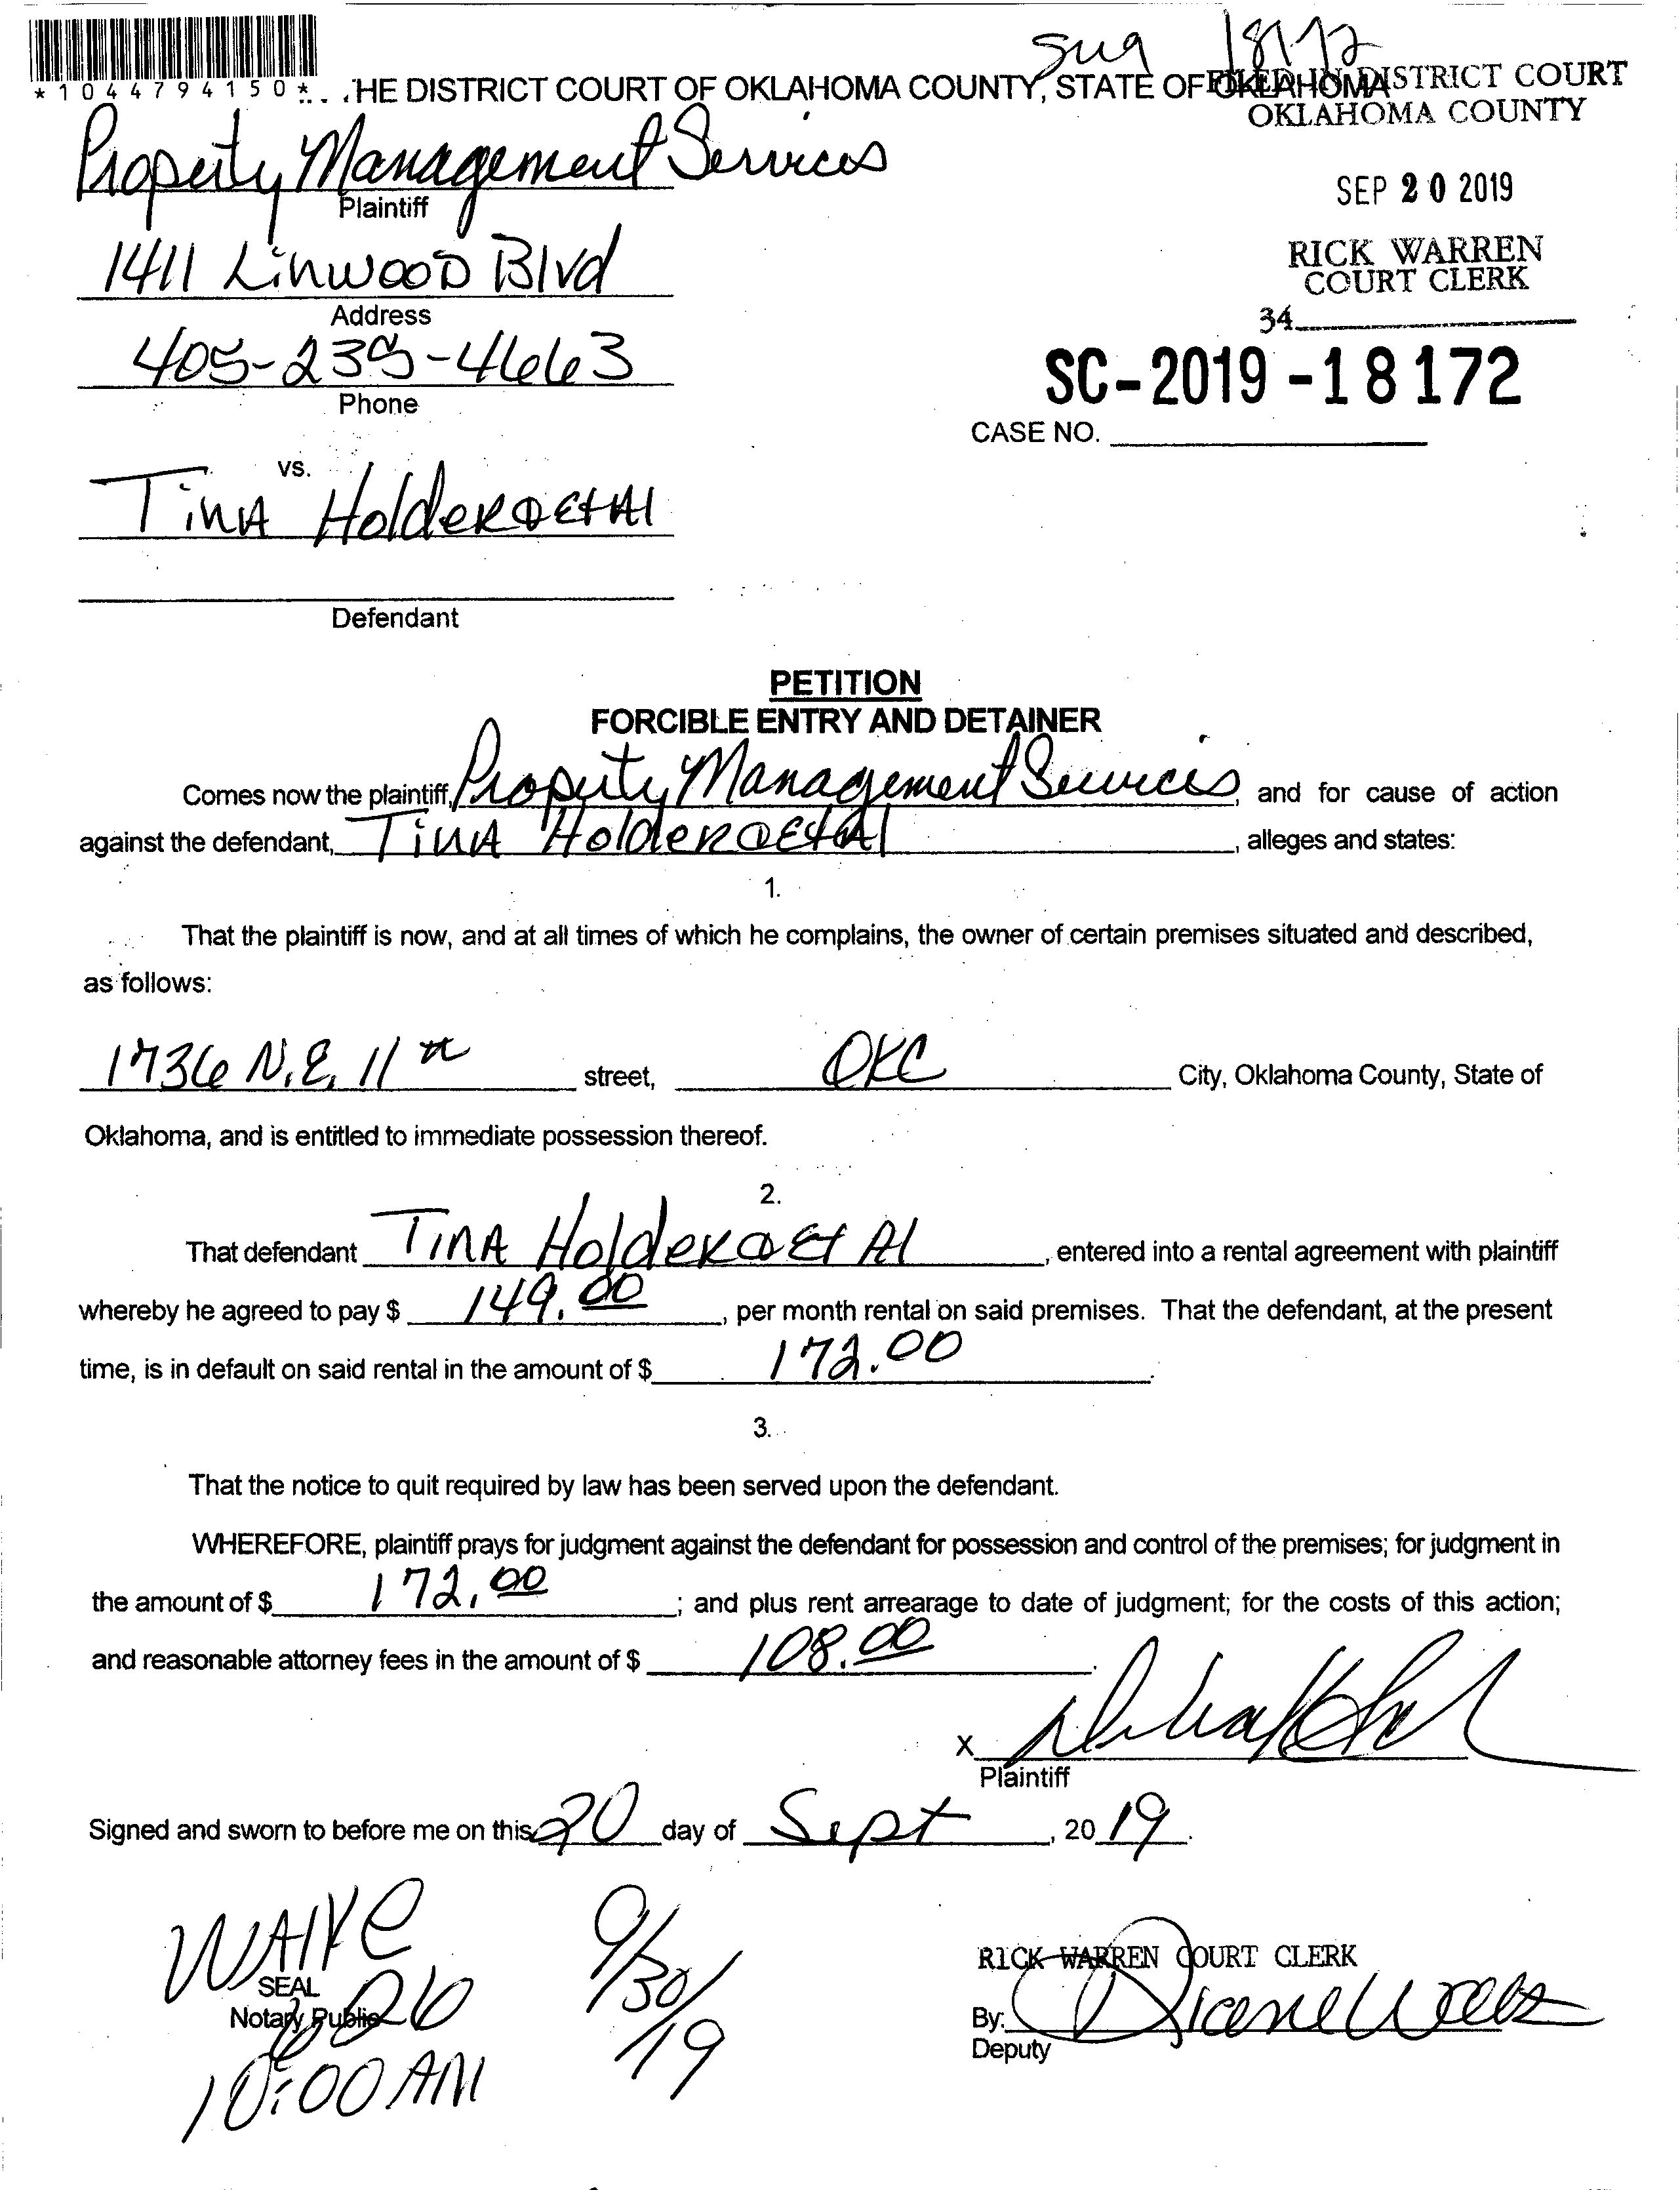 *1044794150*
sug 18172
.HE DISTRICT COURT OF OKLAHOMA COUNTY, STATE OF OKLAHOMA
FILED IN DISTRICT COURT
OKLAHOMA COUNTY
SEP 20 2019
RICK WARREN
COURT CLERK
34
Property Management Services
Plaintiff
1411 Linwood Blvd
Address
405-235-4663
Phone
SC-2019-18172
CASE NO.
vs.
Tina Holder et Al
Defendant
PETITION
FORCIBLE ENTRY AND DETAINER
Comes now the plaintiff, Property Management Services, and for cause of action
against the defendant, Tina Holder et Al, alleges and states:
1.
That the plaintiff is now, and at all times of which he complains, the owner of certain premises situated and described,
as follows:
1736 N.E. 11th street, OKC City, Oklahoma County, State of
Oklahoma, and is entitled to immediate possession thereof.
2.
That defendant Tina Holder et Al, entered into a rental agreement with plaintiff
whereby he agreed to pay $ 149.00, per month rental on said premises. That the defendant, at the present
time, is in default on said rental in the amount of $ 172.00.
3.
That the notice to quit required by law has been served upon the defendant.
WHEREFORE, plaintiff prays for judgment against the defendant for possession and control of the premises; for judgment in
the amount of $ 172.00; and plus rent arrearage to date of judgment; for the costs of this action;
and reasonable attorney fees in the amount of $ 108.00.
X
Plaintiff
Signed and sworn to before me on this 20 day of Sept, 2019.
WAIVE
9/30/19
SEAL
Notary Public
10:00 AM
RICK WARREN COURT CLERK
By: Diane Wells
Deputy